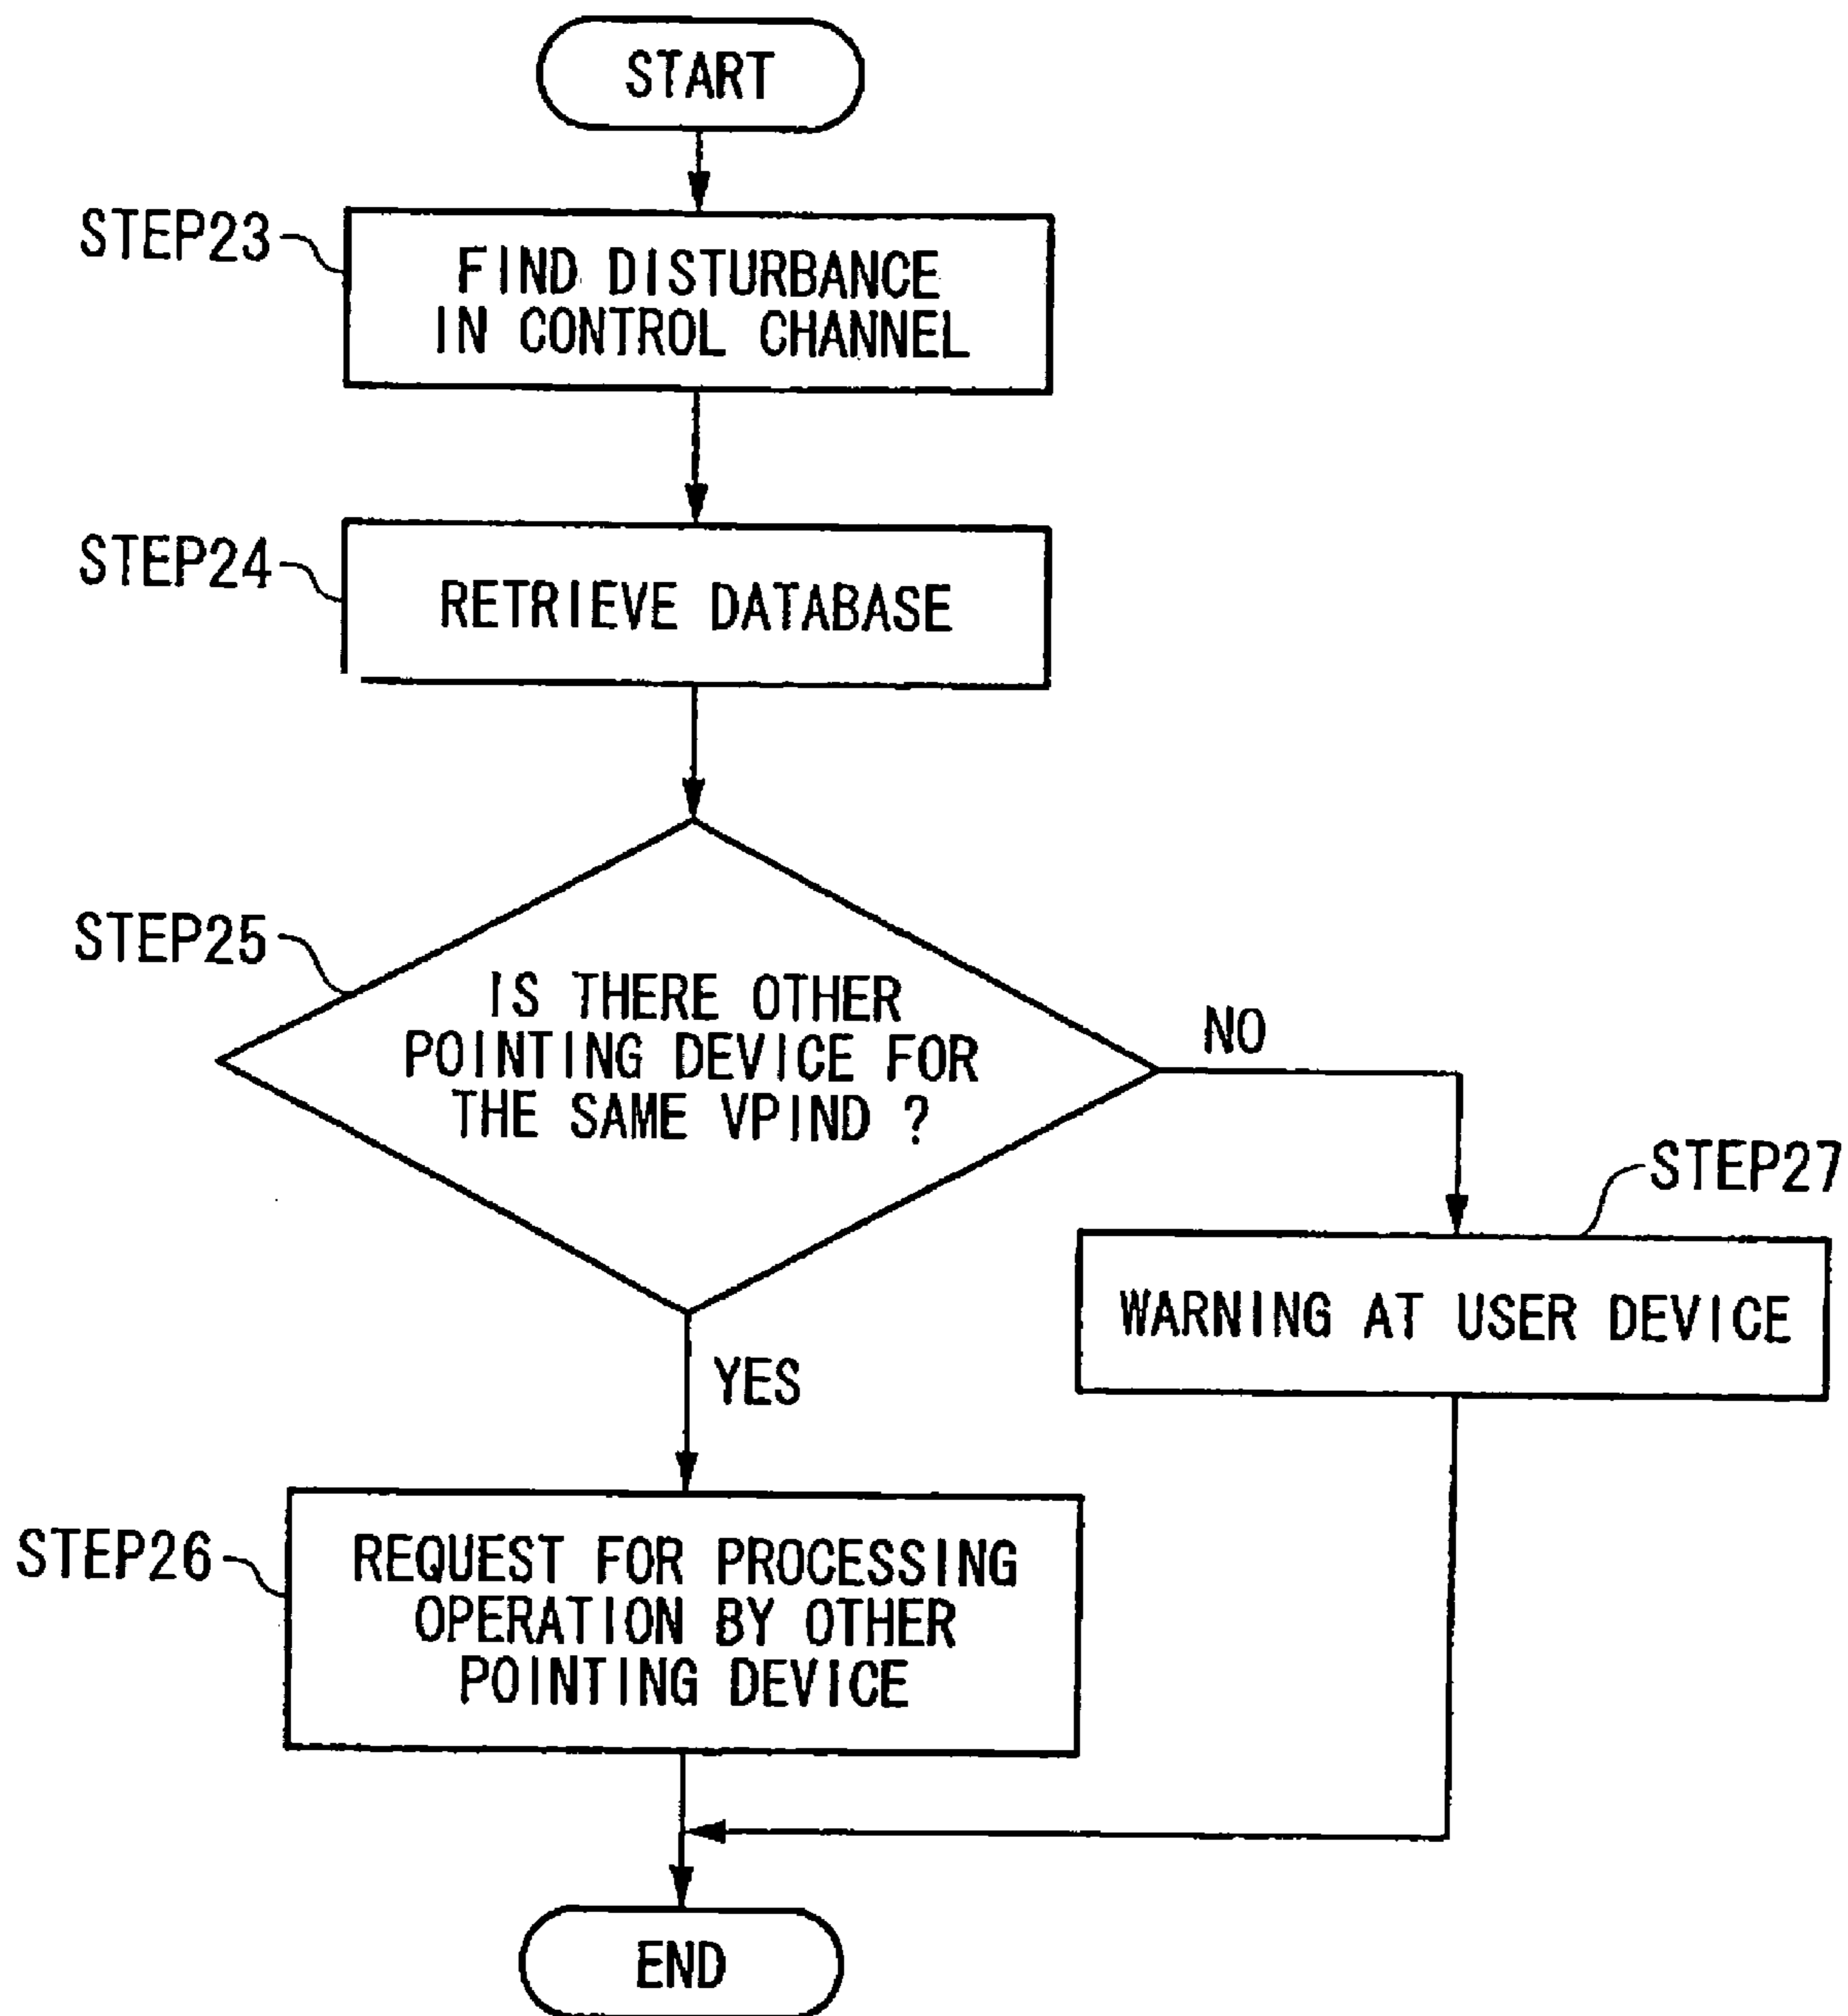 START
STEP23
FIND DISTURBANCE
IN CONTROL CHANNEL
STEP24
RETRIEVE DATABASE
STEP25
IS THERE OTHER
POINTING DEVICE FOR
THE SAME VPIND ?
NO
STEP27
WARNING AT USER DEVICE
YES
STEP26
REQUEST FOR PROCESSING
OPERATION BY OTHER
POINTING DEVICE
END